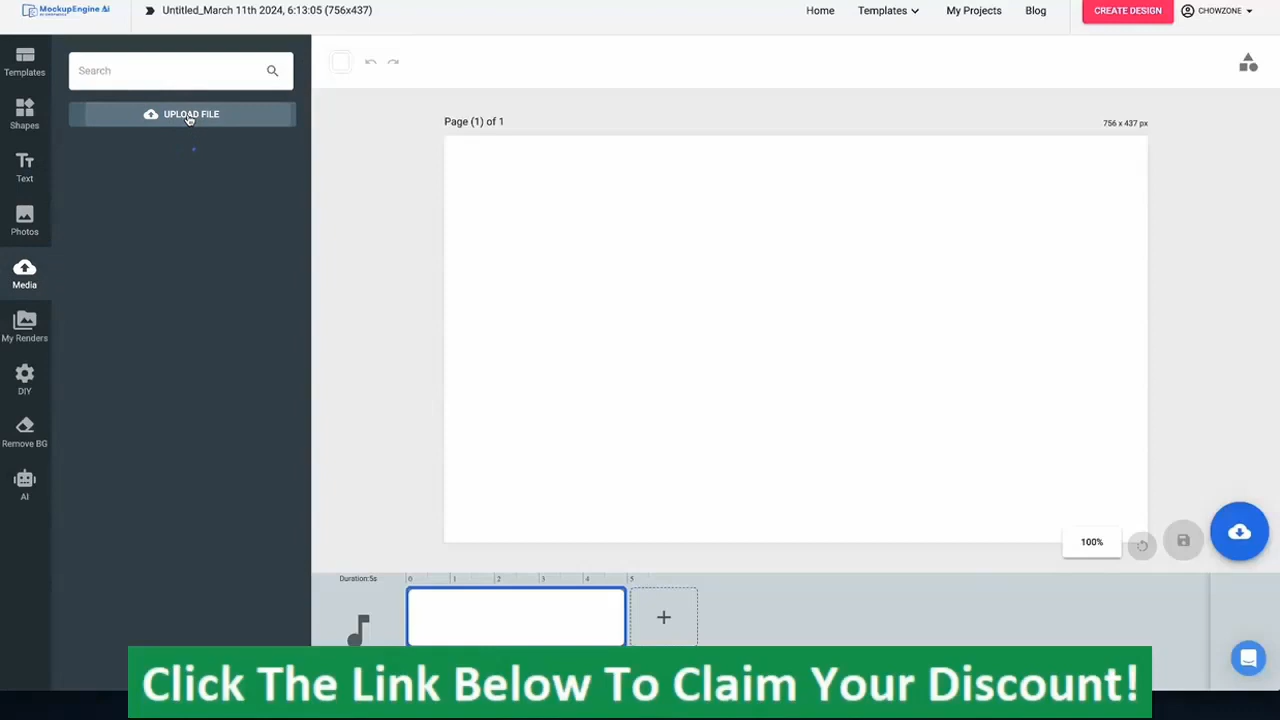 MockupEngine Ai
Untitled_March 11th 2024, 6:13:05 (756x437)
Home
Templates
My Projects
Blog
CREATE DESIGN
CHOWZONE
Templates
Shapes
Text
Photos
Media
My Renders
DIY
Remove BG
AI
Search
UPLOAD FILE
Page (1) of 1
756 x 437 px
100%
Duration:5s
0 1 2 3 4 5
Click The Link Below To Claim Your Discount!